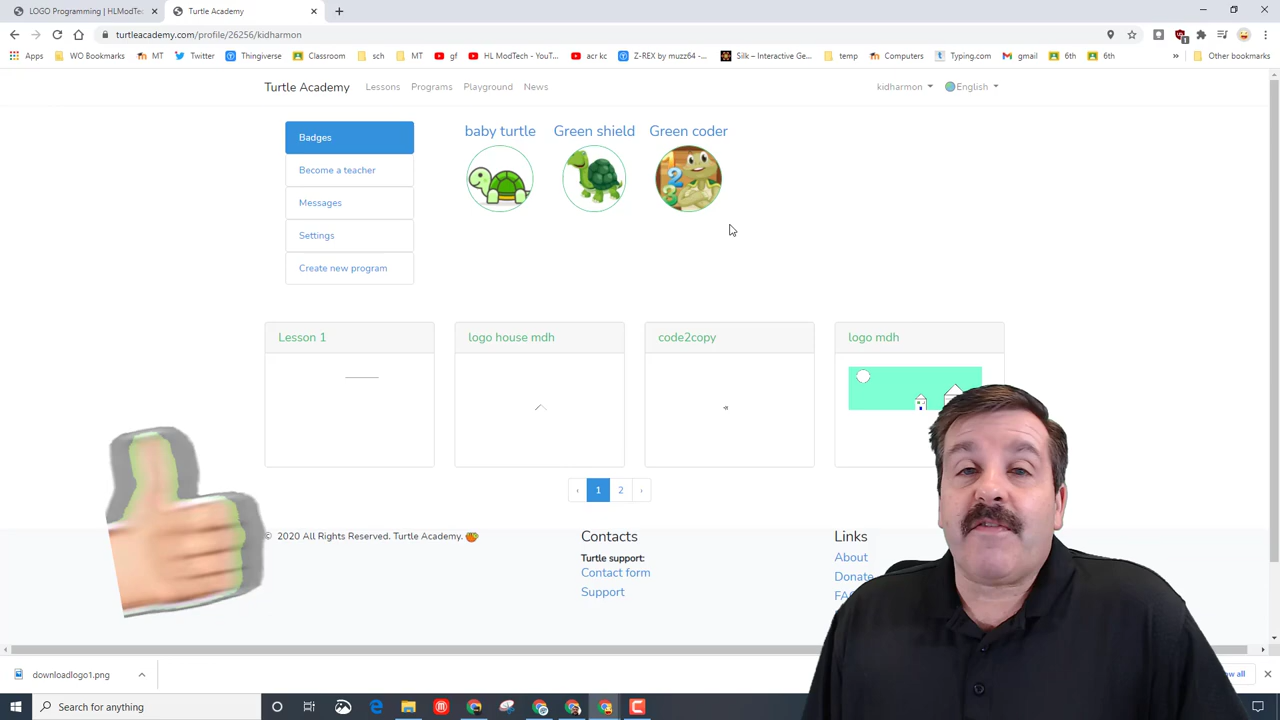 LOGO Programming | HLModTech
Turtle Academy
turtleacademy.com/profile/26256/kidharmon
Apps
WO Bookmarks
MT
Twitter
Thingiverse
Classroom
sch
MT
gf
HL ModTech - YouT...
acr kc
Z-REX by muzz64 -...
Silk – Interactive Ge...
temp
Computers
Typing.com
gmail
6th
6th
»
Other bookmarks
Turtle Academy
Lessons
Programs
Playground
News
kidharmon
English
Badges
Become a teacher
Messages
Settings
Create new program
baby turtle
Green shield
Green coder
Lesson 1
logo house mdh
code2copy
logo mdh
‹ 1 2 ›
© 2020 All Rights Reserved. Turtle Academy.
Contacts
Turtle support:
Contact form
Support
Links
About
Donate
downloadlogo1.png
Search for anything